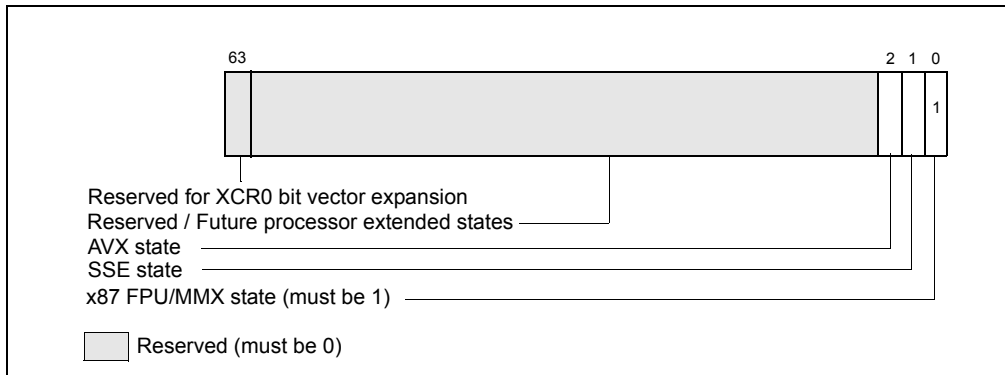 63 2 1 0
1
Reserved for XCR0 bit vector expansion
Reserved / Future processor extended states
AVX state
SSE state
x87 FPU/MMX state (must be 1)
Reserved (must be 0)